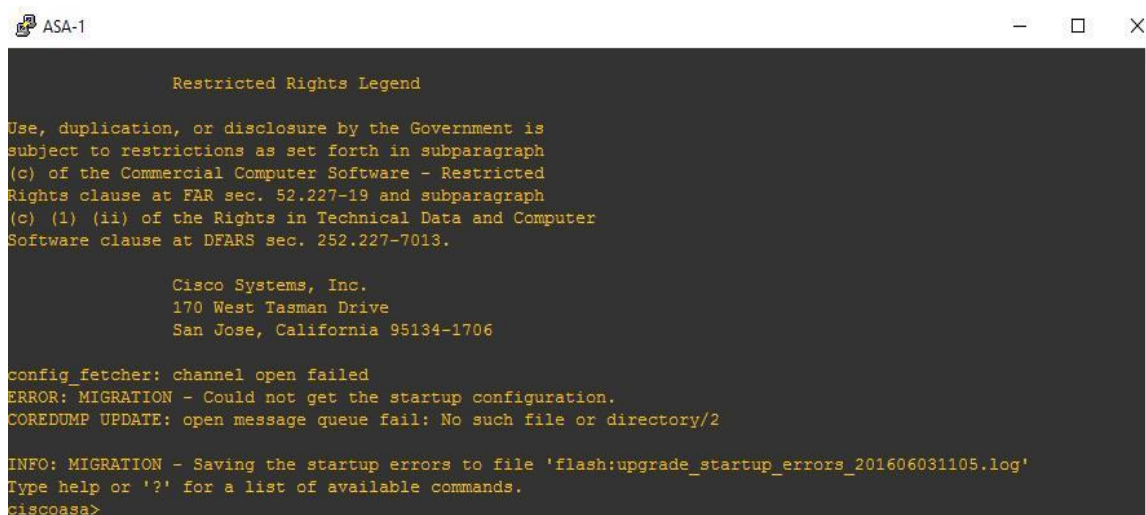 ASA-1
Restricted Rights Legend
Use, duplication, or disclosure by the Government is
subject to restrictions as set forth in subparagraph
(c) of the Commercial Computer Software - Restricted
Rights clause at FAR sec. 52.227-19 and subparagraph
(c) (1) (ii) of the Rights in Technical Data and Computer
Software clause at DFARS sec. 252.227-7013.
Cisco Systems, Inc.
170 West Tasman Drive
San Jose, California 95134-1706
config_fetcher: channel open failed
ERROR: MIGRATION - Could not get the startup configuration.
COREDUMP UPDATE: open message queue fail: No such file or directory/2
INFO: MIGRATION - Saving the startup errors to file 'flash:upgrade_startup_errors_201606031105.log'
Type help or '?' for a list of available commands.
ciscoasa>